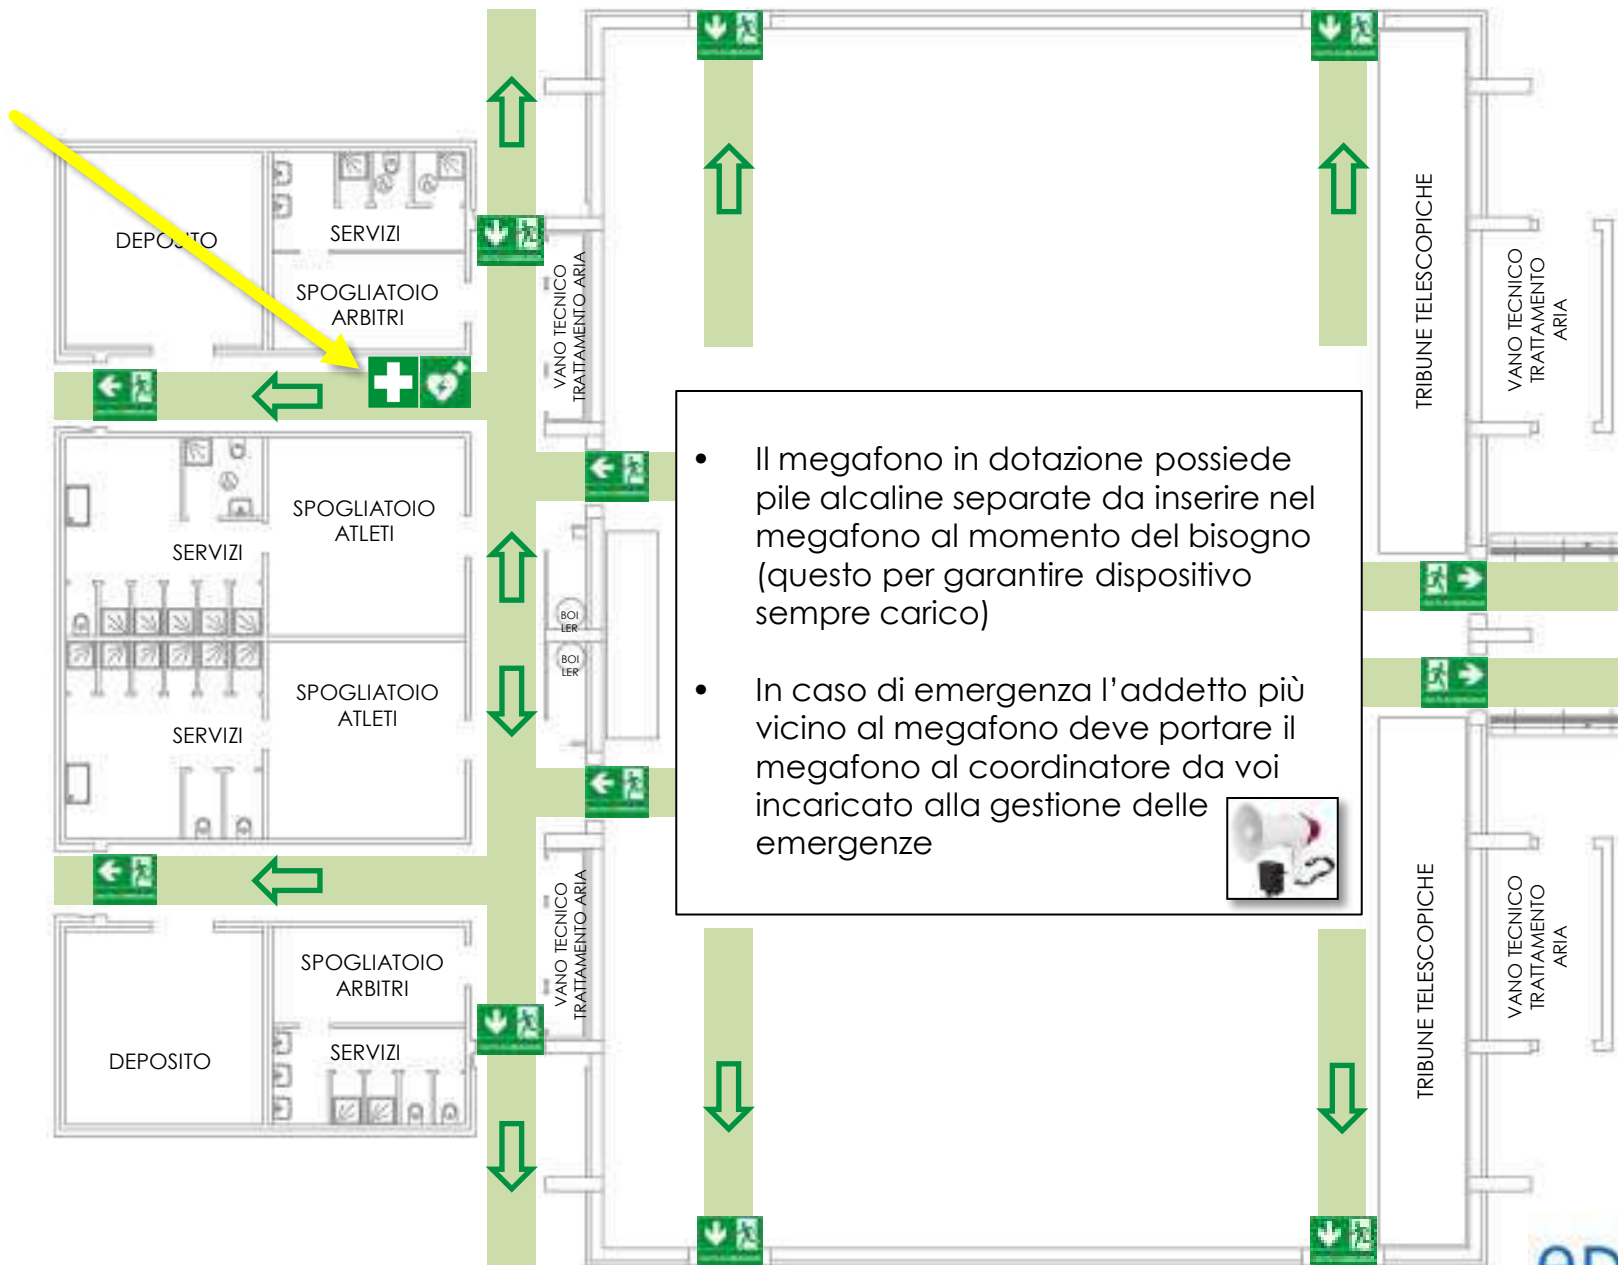 DEPOSITO
SERVIZI
SPOGLIATOIO
ARBITRI
VANO TECNICO
TRATTAMENTO ARIA
TRIBUNE TELESCOPICHE
VANO TECNICO
TRATTAMENTO
ARIA
SPOGLIATOIO
ATLETI
SERVIZI
BOI
LER
BOI
LER
SPOGLIATOIO
ATLETI
SERVIZI
• Il megafono in dotazione possiede
pile alcaline separate da inserire nel
megafono al momento del bisogno
(questo per garantire dispositivo
sempre carico)
• In caso di emergenza l’addetto più
vicino al megafono deve portare il
megafono al coordinatore da voi
incaricato alla gestione delle
emergenze
VANO TECNICO
TRATTAMENTO ARIA
TRIBUNE TELESCOPICHE
VANO TECNICO
TRATTAMENTO
ARIA
SPOGLIATOIO
ARBITRI
DEPOSITO
SERVIZI